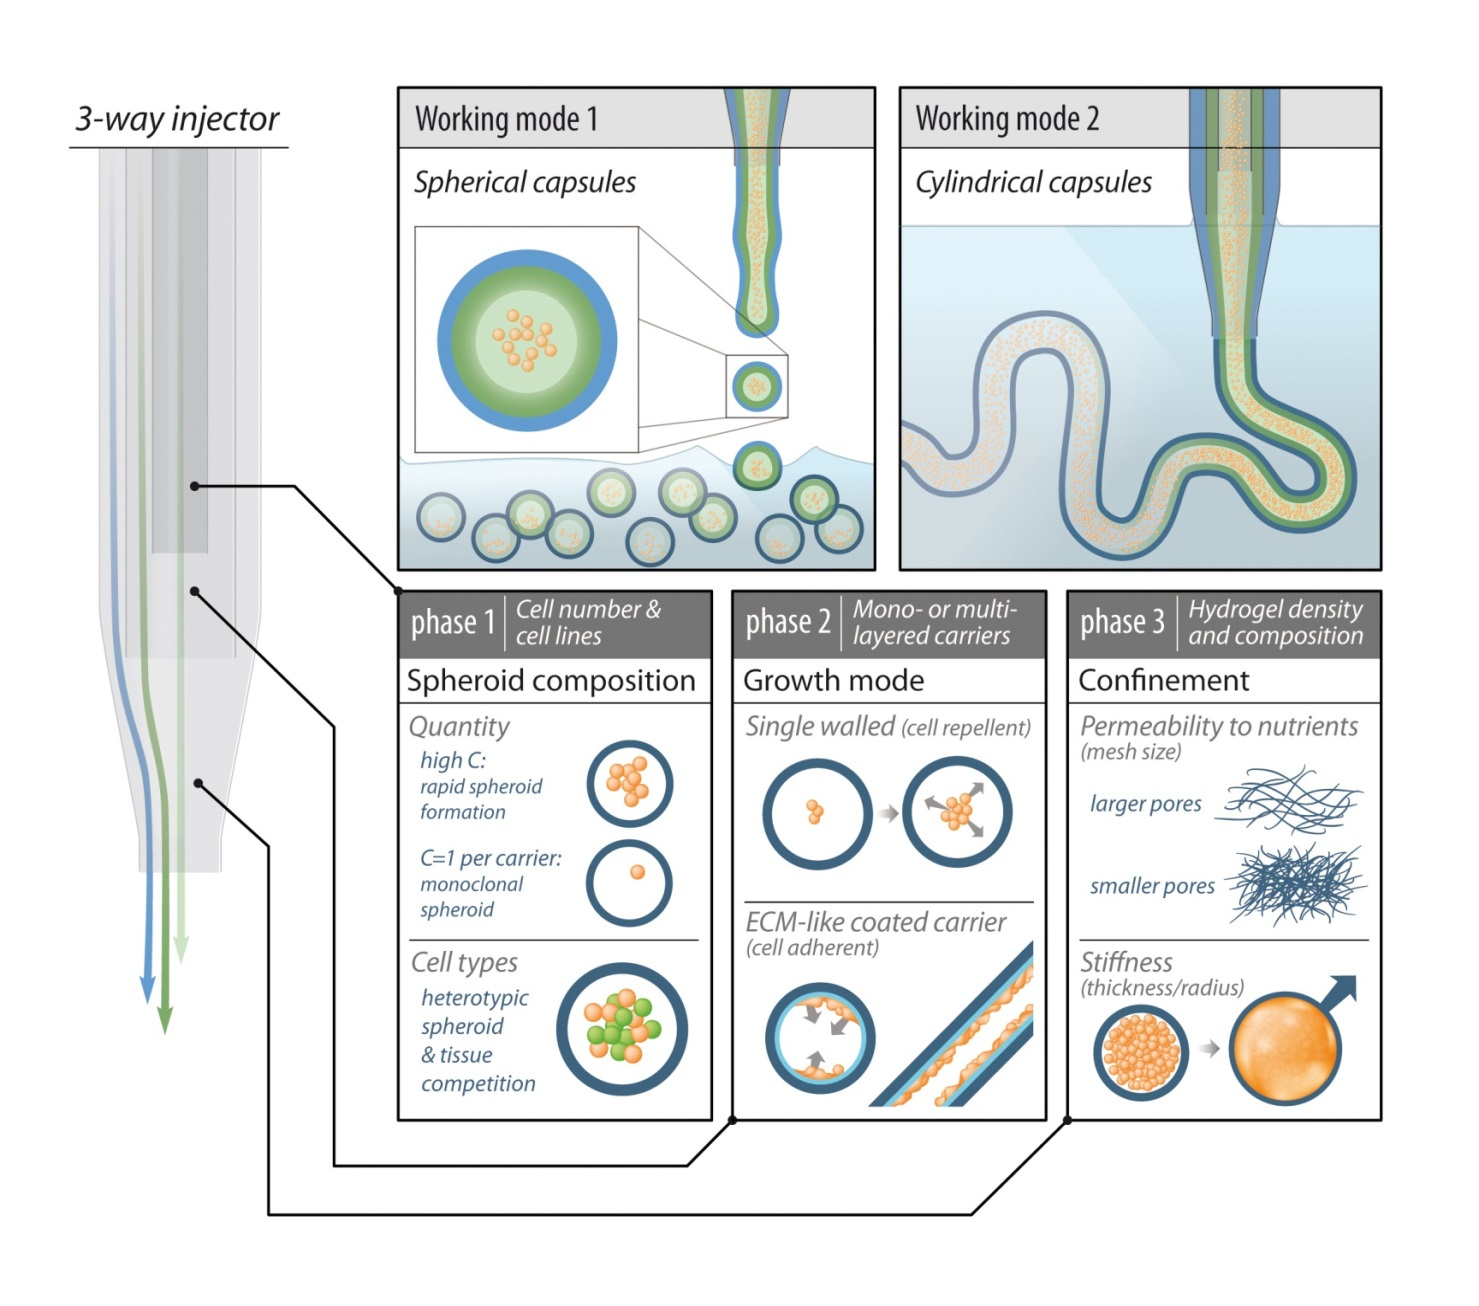 3-way injector
Working mode 1
Spherical capsules
Working mode 2
Cylindrical capsules
phase 1
Cell number &
cell lines
Spheroid composition
Quantity
high C:
rapid spheroid
formation
C=1 per carrier:
monoclonal
spheroid
Cell types
heterotypic
spheroid
& tissue
competition
phase 2
Mono- or multi-
layered carriers
Growth mode
Single walled (cell repellent)
ECM-like coated carrier
(cell adherent)
phase 3
Hydrogel density
and composition
Confinement
Permeability to nutrients
(mesh size)
larger pores
smaller pores
Stiffness
(thickness/radius)